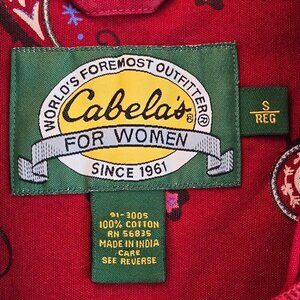 WORLD'S FOREMOST OUTFITTER®
Cabela's®
FOR WOMEN
SINCE 1961
S
REG
91-3005
100% COTTON
RN 56835
MADE IN INDIA
CARE
SEE REVERSE